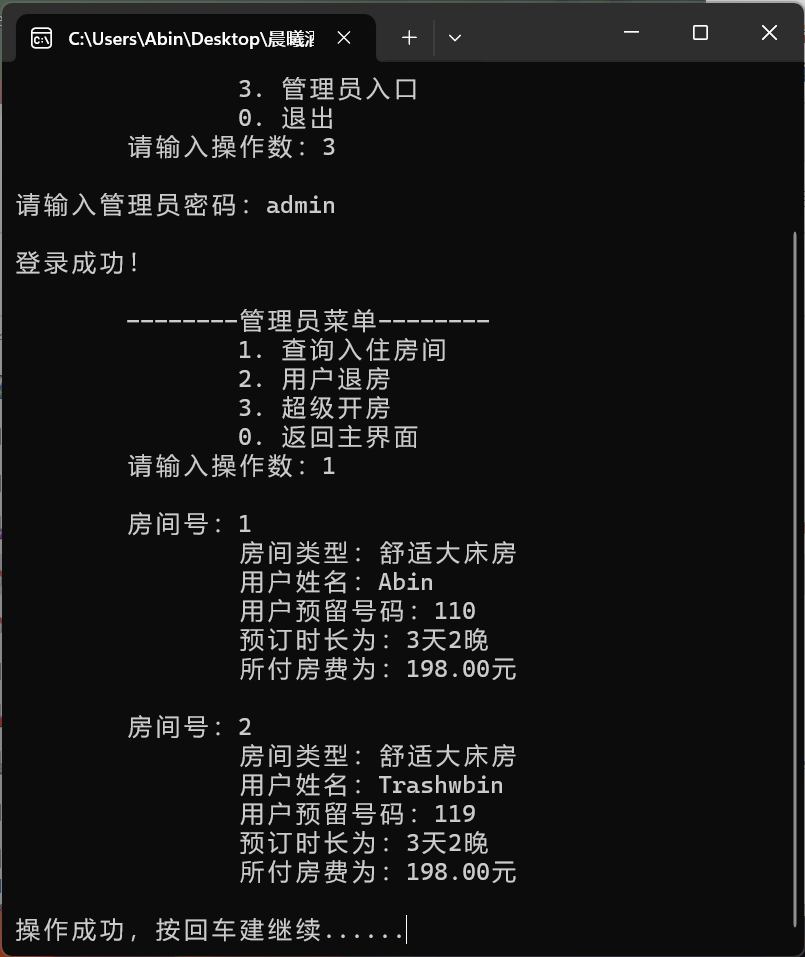 C:\Users\Abin\Desktop\晨曦
3. 管理员入口
0. 退出
请输入操作数：3
请输入管理员密码：admin
登录成功！
--------管理员菜单--------
1. 查询入住房间
2. 用户退房
3. 超级开房
0. 返回主界面
请输入操作数：1
房间号：1
房间类型：舒适大床房
用户姓名：Abin
用户预留号码：110
预订时长为：3天2晚
所付房费为：198.00元
房间号：2
房间类型：舒适大床房
用户姓名：Trashwbin
用户预留号码：119
预订时长为：3天2晚
所付房费为：198.00元
操作成功，按回车建继续......